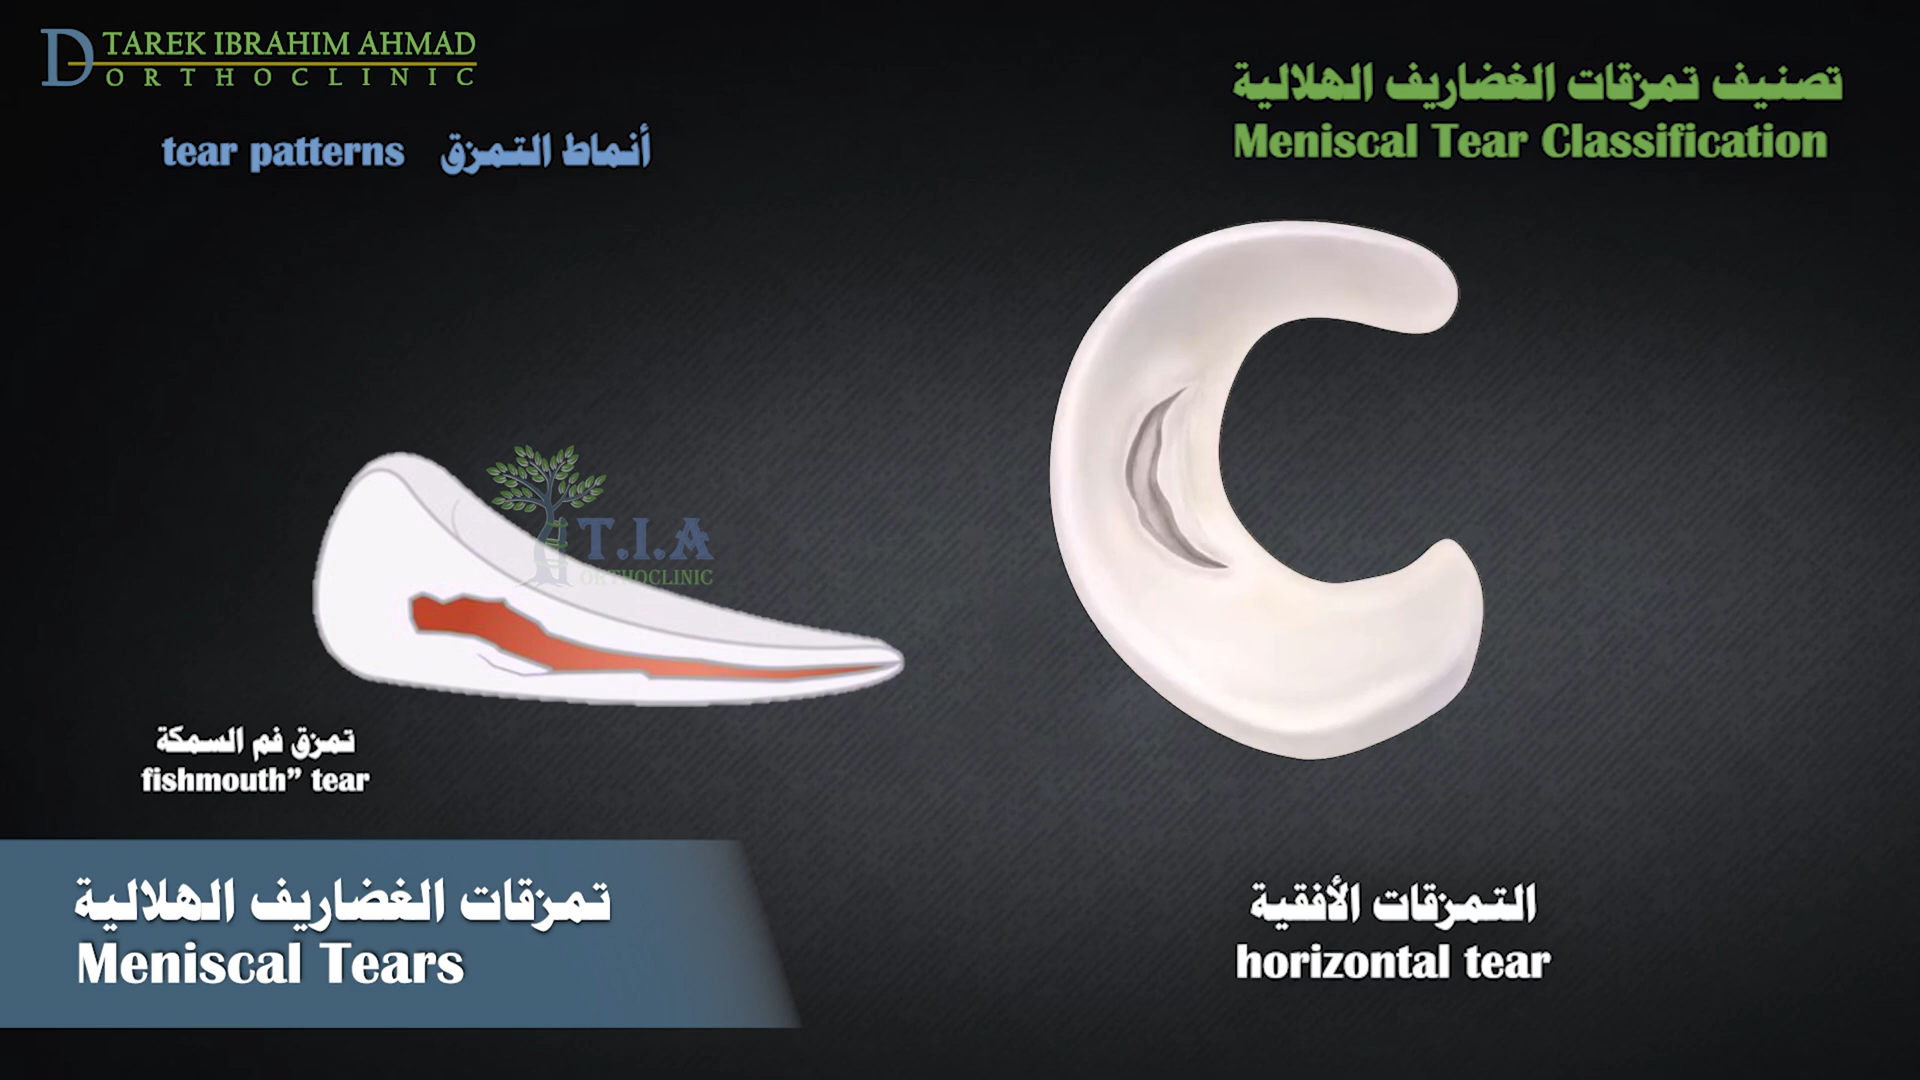 D TAREK IBRAHIM AHMAD
ORTHOCLINIC
تصنيف تمزقات الغضاريف الهلالية
Meniscal Tear Classification
tear patterns أنماط التمزق
T.I.A
ORTHOCLINIC
تمزق فم السمكة
fishmouth” tear
تمزقات الغضاريف الهلالية
Meniscal Tears
التمزقات الأفقية
horizontal tear